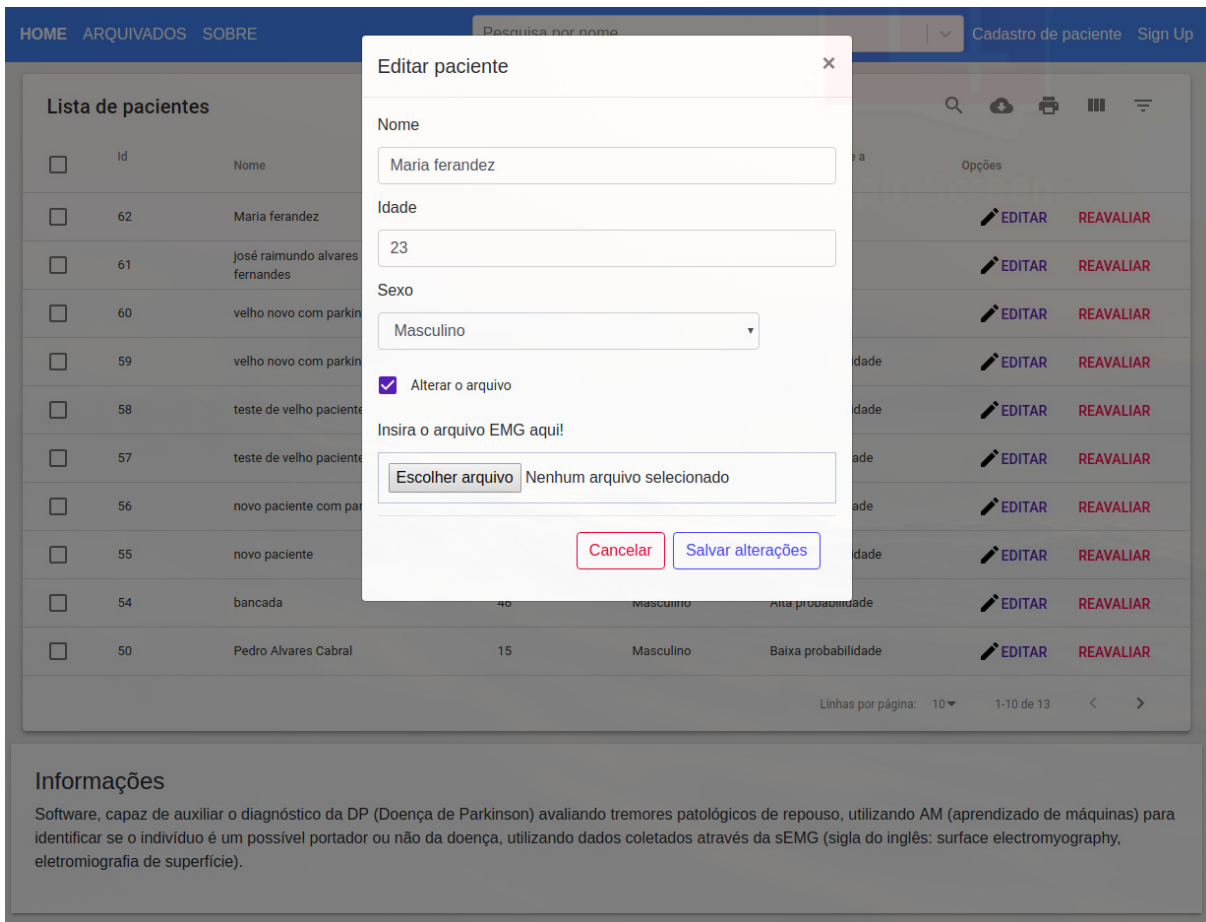 HOME ARQUIVADOS SOBRE Pesquisa por nome Cadastro de paciente Sign Up
Editar paciente ×
Lista de pacientes
Nome
Id Nome a Opções
Maria ferandez
Idade
62 Maria ferandez EDITAR REAVALIAR
23
61 josé raimundo alvares fernandes EDITAR REAVALIAR
Sexo
60 velho novo com parkin EDITAR REAVALIAR
Masculino
59 velho novo com parkin idade EDITAR REAVALIAR
Alterar o arquivo
58 teste de velho paciente idade EDITAR REAVALIAR
Insira o arquivo EMG aqui!
57 teste de velho paciente ade EDITAR REAVALIAR
Escolher arquivo Nenhum arquivo selecionado
56 novo paciente com par ade EDITAR REAVALIAR
55 novo paciente idade EDITAR REAVALIAR
Cancelar Salvar alterações
54 bancada 46 Masculino Alta probabilidade EDITAR REAVALIAR
50 Pedro Alvares Cabral 15 Masculino Baixa probabilidade EDITAR REAVALIAR
Linhas por página: 10 1-10 de 13
Informações
Software, capaz de auxiliar o diagnóstico da DP (Doença de Parkinson) avaliando tremores patológicos de repouso, utilizando AM (aprendizado de máquinas) para
identificar se o indivíduo é um possível portador ou não da doença, utilizando dados coletados através da sEMG (sigla do inglês: surface electromyography,
eletromiografia de superfície).